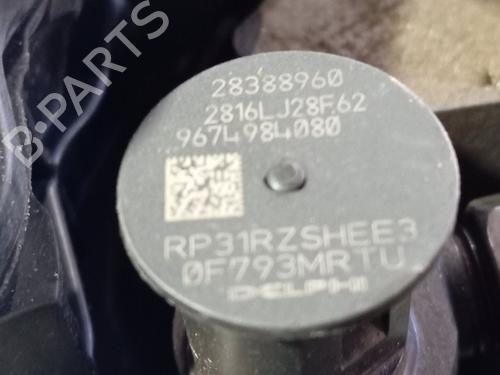 B-PARTS
28388960
2816LJ28F62
9674984080
RP31RZSHEE3
0F793MRTU
DELPHI